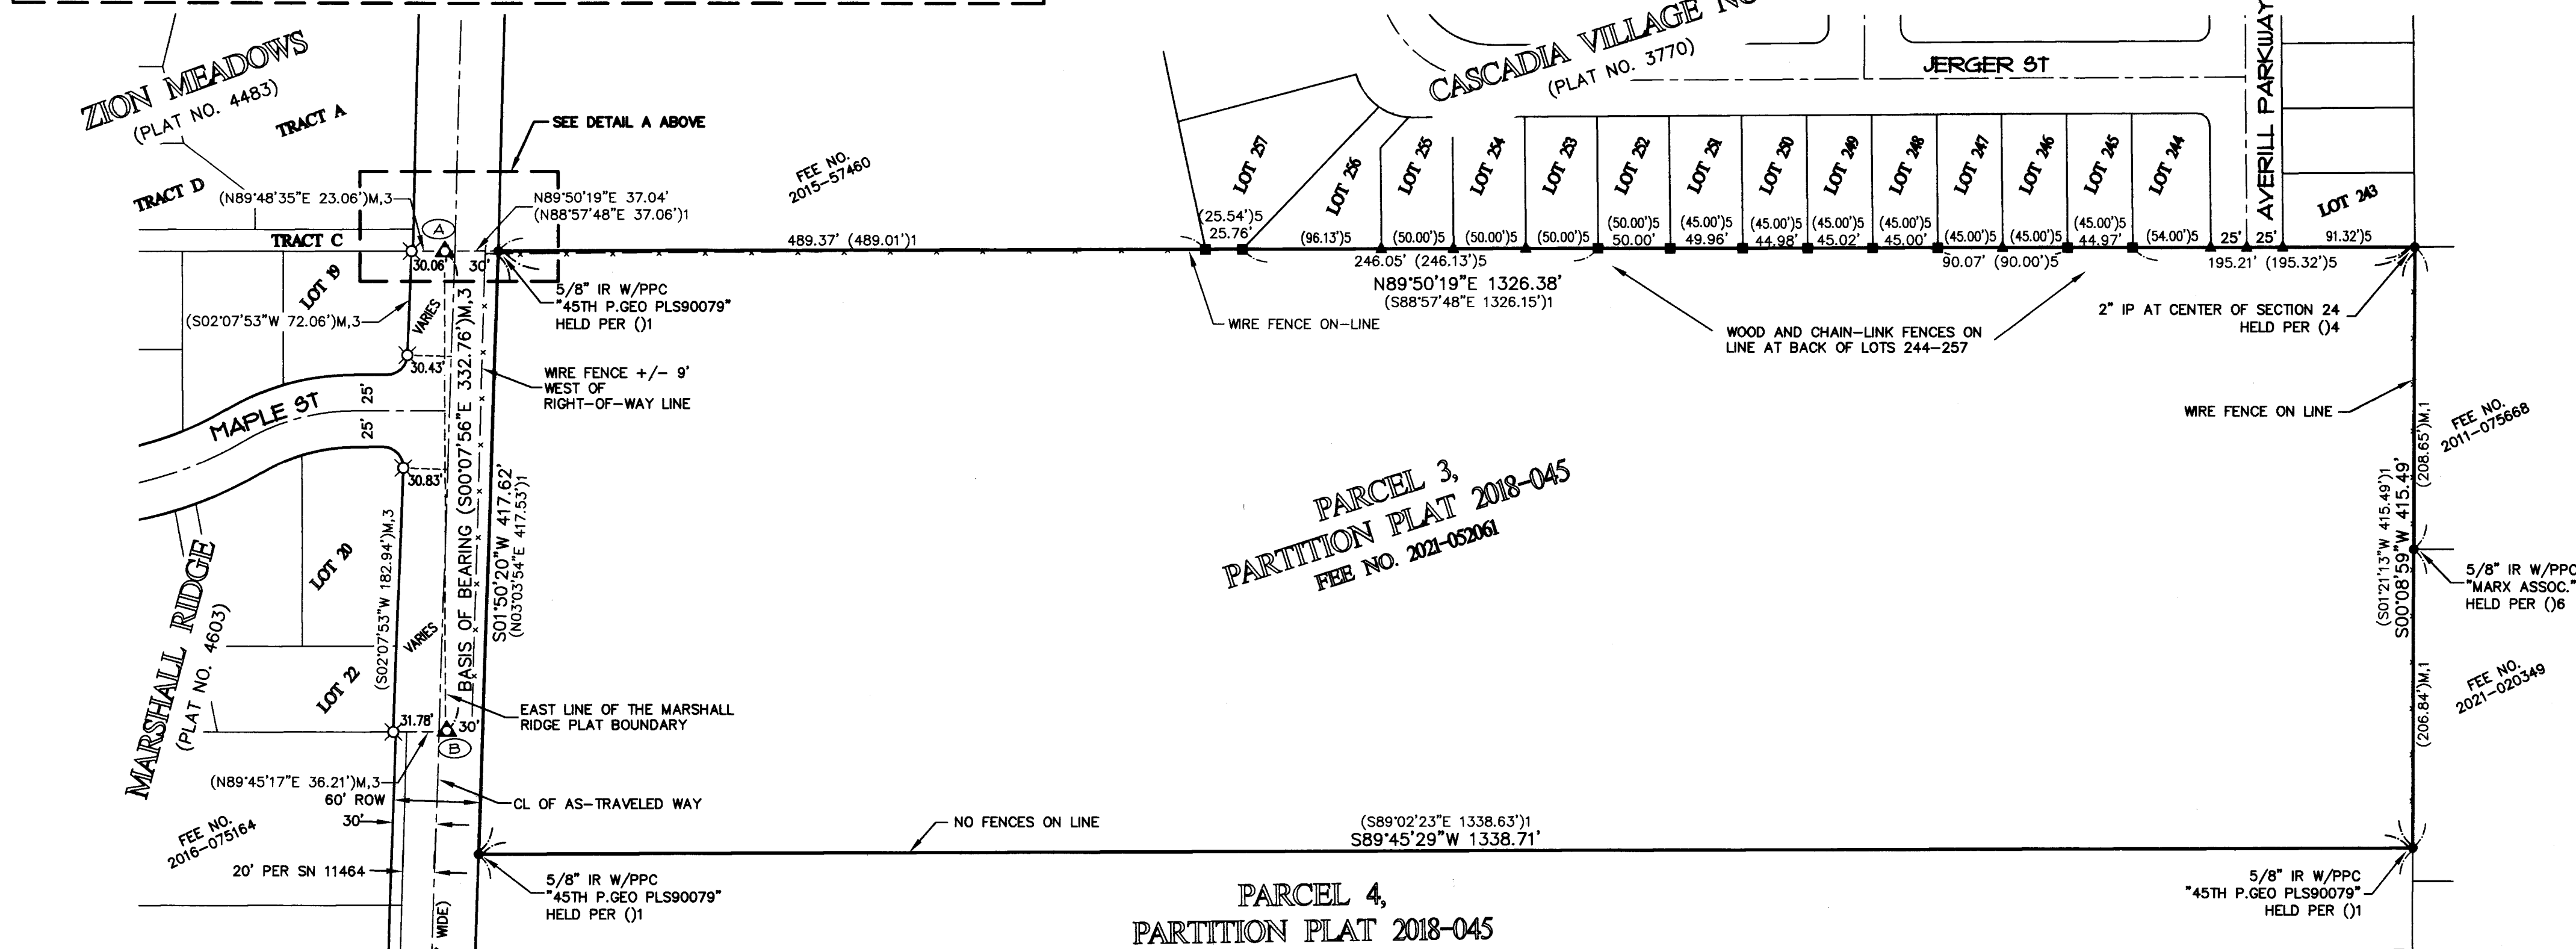 ZION MEADOWS
(PLAT NO. 4483)
TRACT A
TRACT D
TRACT C
(N89°48'35"E 23.06')M,3
SEE DETAIL A ABOVE
N89°50'19"E 37.04'
(N88°57'48"E 37.06')1
FEE NO.
2015-57460
A
30.06'
30'
LOT 19
(S02°07'53"W 72.06')M,3
VARIES
30.43'
MAPLE ST
25'
25'
30.83'
LOT 20
(S02°07'53"W 182.94')M,3
VARIES
LOT 22
MARSHALL RIDGE
(PLAT NO. 4603)
31.78'
30'
B
(N89°45'17"E 36.21')M,3
60' ROW
30'
FEE NO.
2016-075164
20' PER SN 11464
WIDE)
BASIS OF BEARING (S00°07'56"E 332.76')M,3
S01°50'20"W 417.62'
(N03°03'54"E 417.53')1
5/8" IR W/PPC
"45TH P.GEO PLS90079"
HELD PER ()1
WIRE FENCE +/- 9'
WEST OF
RIGHT-OF-WAY LINE
EAST LINE OF THE MARSHALL
RIDGE PLAT BOUNDARY
CL OF AS-TRAVELED WAY
5/8" IR W/PPC
"45TH P.GEO PLS90079"
HELD PER ()1
CASCADIA VILLAGE
(PLAT NO. 3770)
JERGER ST
AVERILL PARKWAY
LOT 257
LOT 256
LOT 255
LOT 254
LOT 253
LOT 252
LOT 251
LOT 250
LOT 249
LOT 248
LOT 247
LOT 246
LOT 245
LOT 244
LOT 243
489.37' (489.01')1
(25.54')5
25.76'
(96.13')5
(50.00')5
(50.00')5
(50.00')5
(50.00')5
50.00'
(50.00')5
49.96'
(45.00')5
44.98'
(45.00')5
45.02'
(45.00')5
45.00'
(45.00')5
(45.00')5
(45.00')5
44.97'
(54.00')5
25'
25'
91.32')5
246.05' (246.13')5
90.07' (90.00')5
195.21' (195.32')5
N89°50'19"E 1326.38'
(S88°57'48"E 1326.15')1
WIRE FENCE ON-LINE
WOOD AND CHAIN-LINK FENCES ON
LINE AT BACK OF LOTS 244-257
2" IP AT CENTER OF SECTION 24
HELD PER ()4
WIRE FENCE ON LINE
FEE NO.
2011-075668
(208.65')M,1
(S01°21'13"W 415.49')1
S00°08'59"W 415.49'
(206.84')M,1
5/8" IR W/PPC
"MARX ASSOC."
HELD PER ()6
FEE NO.
2021-020349
PARCEL 3,
PARTITION PLAT 2018-045
FEE NO. 2021-052061
NO FENCES ON LINE
(S89°02'23"E 1338.63')1
S89°45'29"W 1338.71'
5/8" IR W/PPC
"45TH P.GEO PLS90079"
HELD PER ()1
PARCEL 4,
PARTITION PLAT 2018-045